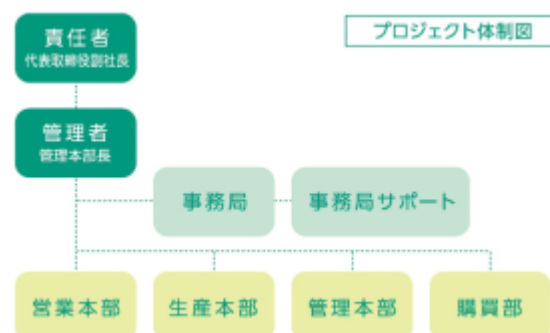 プロジェクト体制図
責任者
代表取締役副社長
管理者
管理本部長
事務局
事務局サポート
営業本部
生産本部
管理本部
購買部